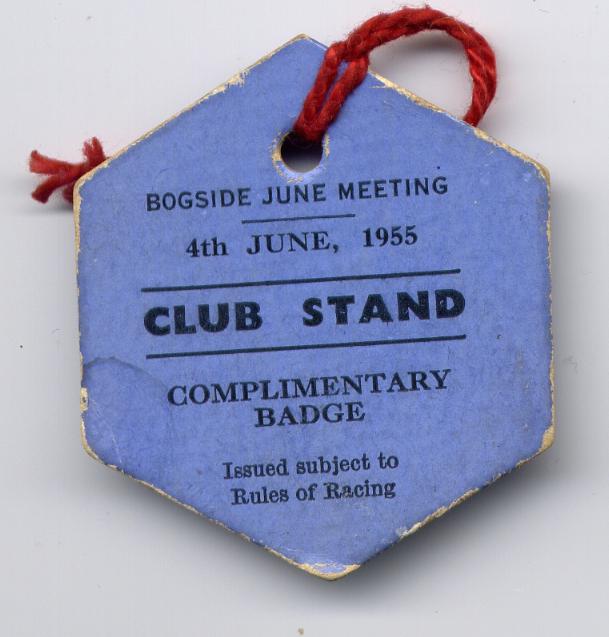 BOGSIDE JUNE MEETING
4th JUNE, 1955
CLUB STAND
COMPLIMENTARY
BADGE
Issued subject to
Rules of Racing